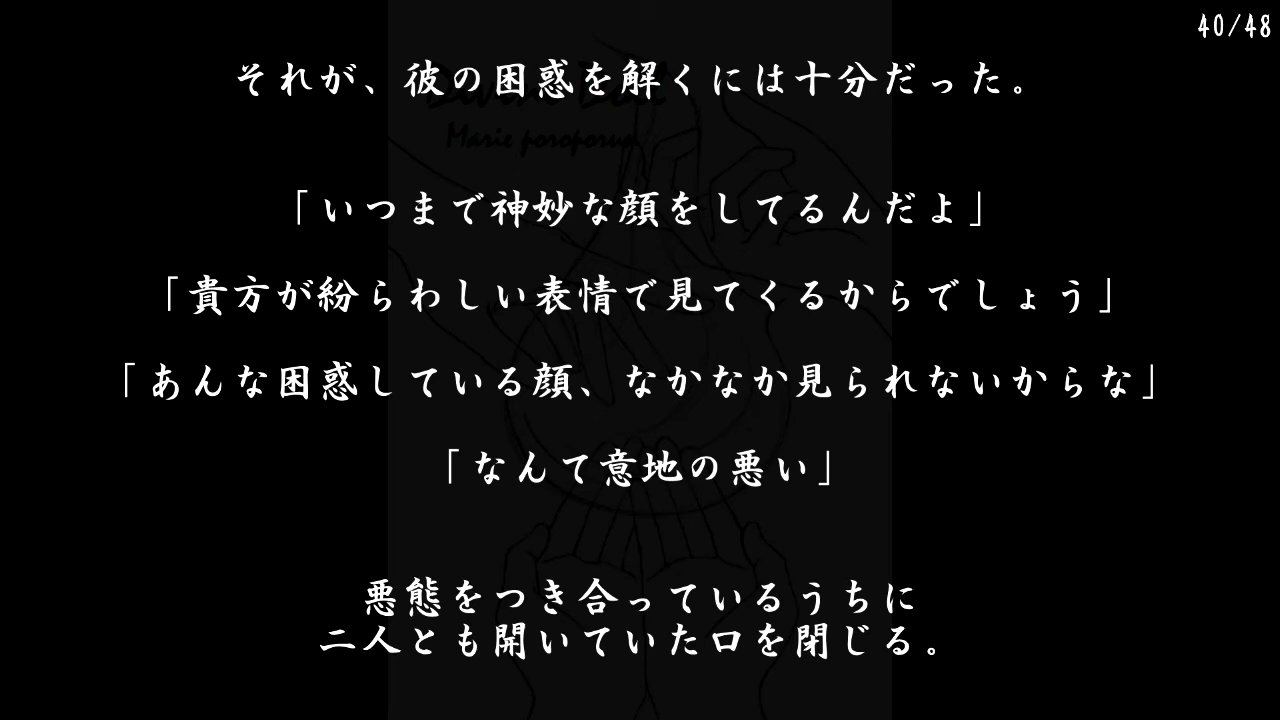 40/48
それが、彼の困惑を解くには十分だった。
「いつまで神妙な顔をしてるんだよ」
「貴方が紛らわしい表情で見てくるからでしょう」
「あんな困惑している顔、なかなか見られないからな」
「なんて意地の悪い」
悪態をつき合っているうちに
二人とも開いていた口を閉じる。
Marie poroporum